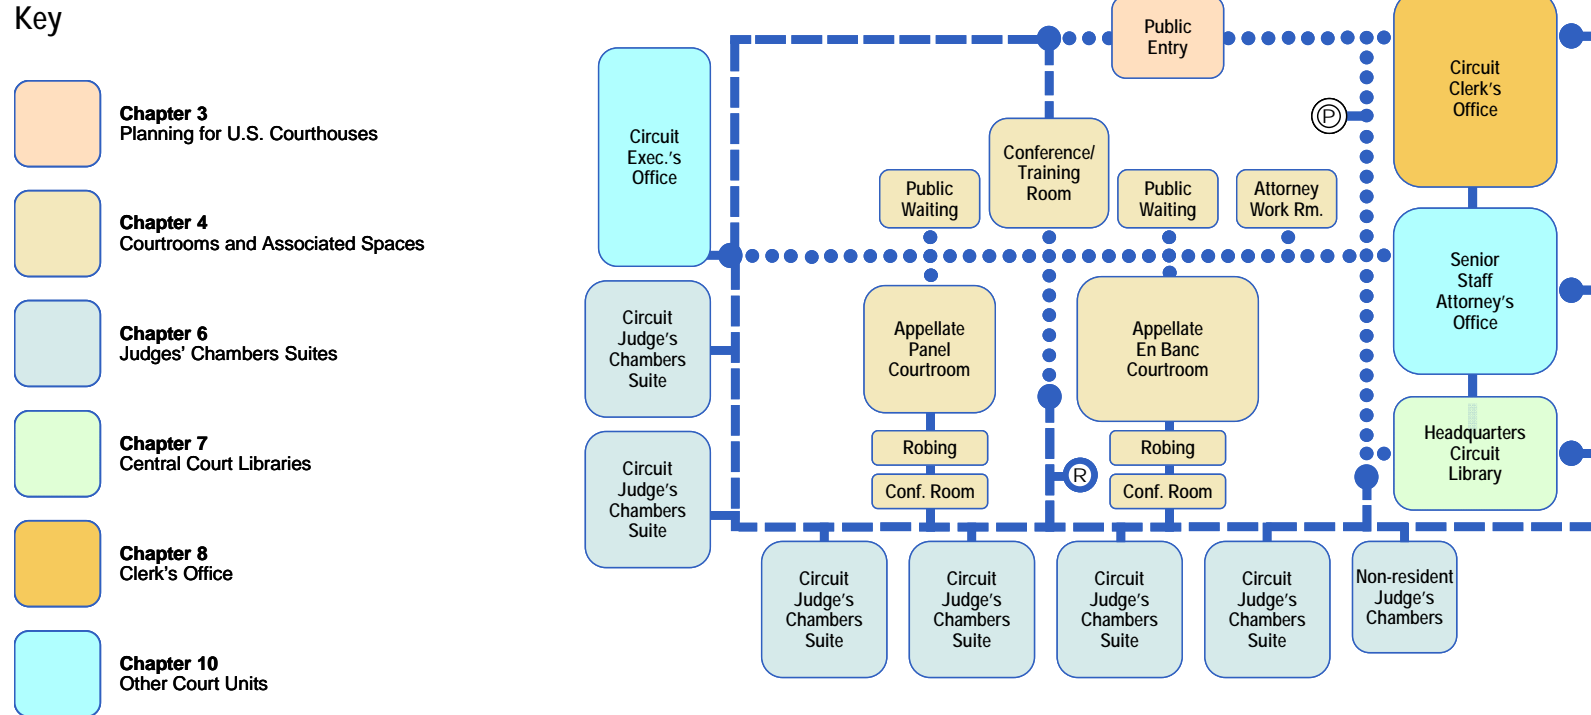 Key
Chapter 3
Planning for U.S. Courthouses
Chapter 4
Courtrooms and Associated Spaces
Chapter 6
Judges' Chambers Suites
Chapter 7
Central Court Libraries
Chapter 8
Clerk's Office
Chapter 10
Other Court Units
Public
Entry
Circuit
Clerk's
Office
P
Circuit
Exec.'s
Office
Conference/
Training
Room
Public
Waiting
Public
Waiting
Attorney
Work Rm.
Senior
Staff
Attorney's
Office
Circuit
Judge's
Chambers
Suite
Appellate
Panel
Courtroom
Appellate
En Banc
Courtroom
Headquarters
Circuit
Library
Robing
Conf. Room
R
Robing
Conf. Room
Circuit
Judge's
Chambers
Suite
Circuit
Judge's
Chambers
Suite
Circuit
Judge's
Chambers
Suite
Circuit
Judge's
Chambers
Suite
Circuit
Judge's
Chambers
Suite
Non-resident
Judge's
Chambers